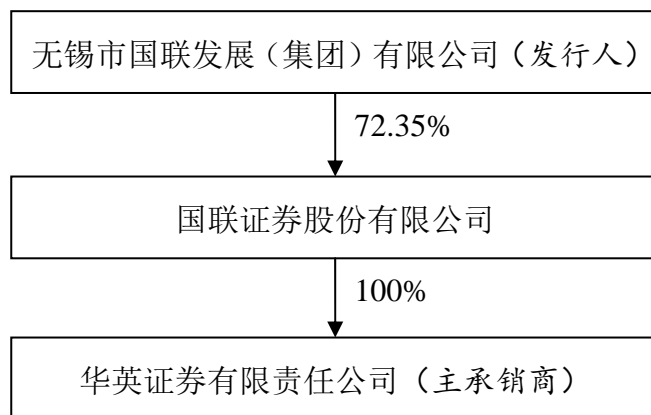 无锡市国联发展（集团）有限公司（发行人）
72.35%
国联证券股份有限公司
100%
华英证券有限责任公司（主承销商）